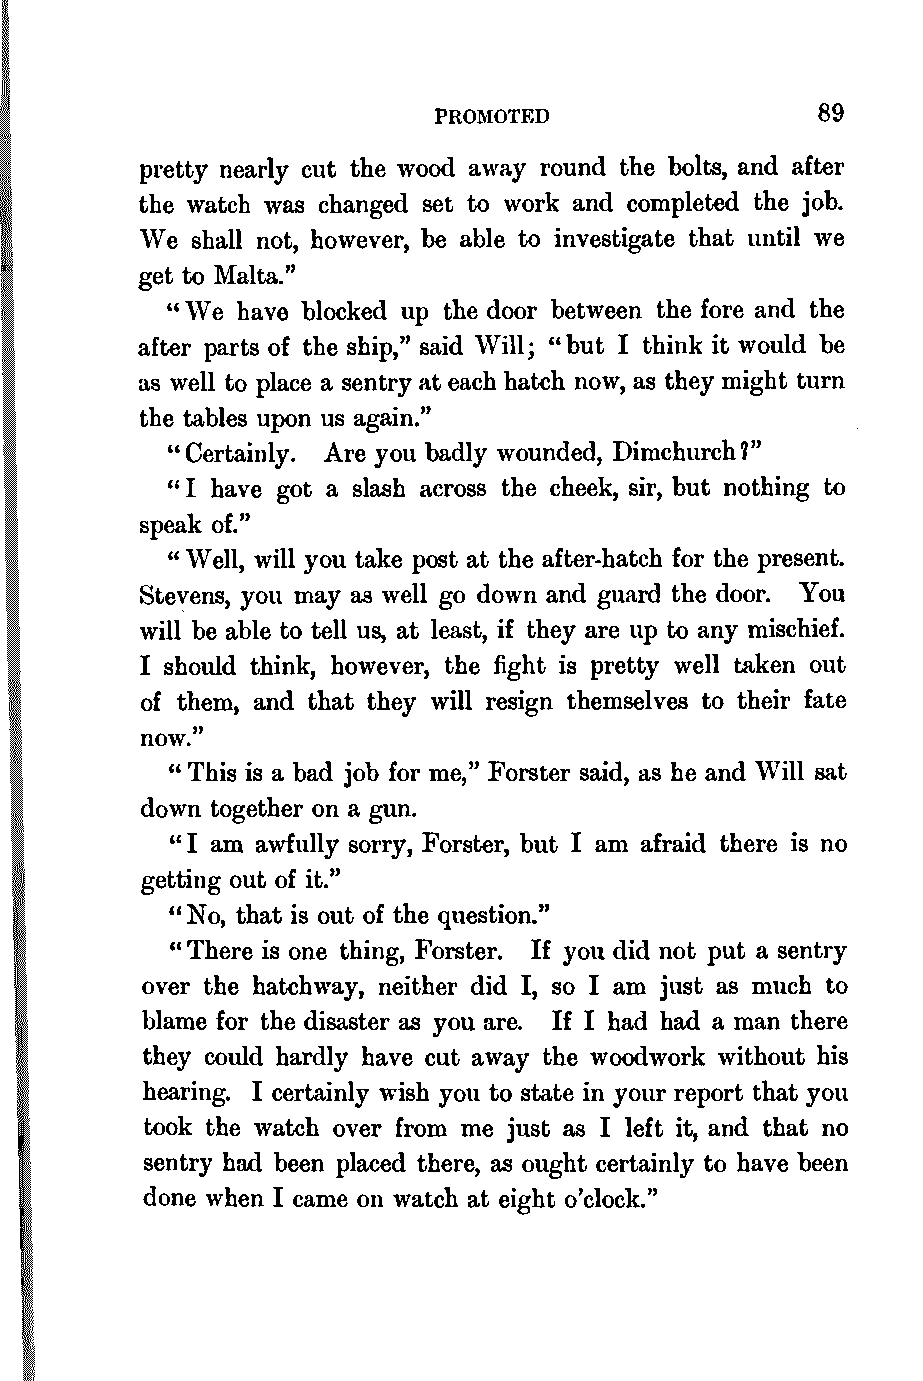 PROMOTED 89
pretty nearly cut the wood away round the bolts, and after
the watch was changed set to work and completed the job.
We shall not, however, be able to investigate that until we
get to Malta."
"We have blocked up the door between the fore and the
after parts of the ship," said Will; "but I think it would be
as well to place a sentry at each hatch now, as they might turn
the tables upon us again."
"Certainly. Are you badly wounded, Dimchurch?"
"I have got a slash across the cheek, sir, but nothing to
speak of."
"Well, will you take post at the after-hatch for the present.
Stevens, you may as well go down and guard the door. You
will be able to tell us, at least, if they are up to any mischief.
I should think, however, the fight is pretty well taken out
of them, and that they will resign themselves to their fate
now."
"This is a bad job for me," Forster said, as he and Will sat
down together on a gun.
"I am awfully sorry, Forster, but I am afraid there is no
getting out of it."
"No, that is out of the question."
"There is one thing, Forster. If you did not put a sentry
over the hatchway, neither did I, so I am just as much to
blame for the disaster as you are. If I had had a man there
they could hardly have cut away the woodwork without his
hearing. I certainly wish you to state in your report that you
took the watch over from me just as I left it, and that no
sentry had been placed there, as ought certainly to have been
done when I came on watch at eight o'clock."